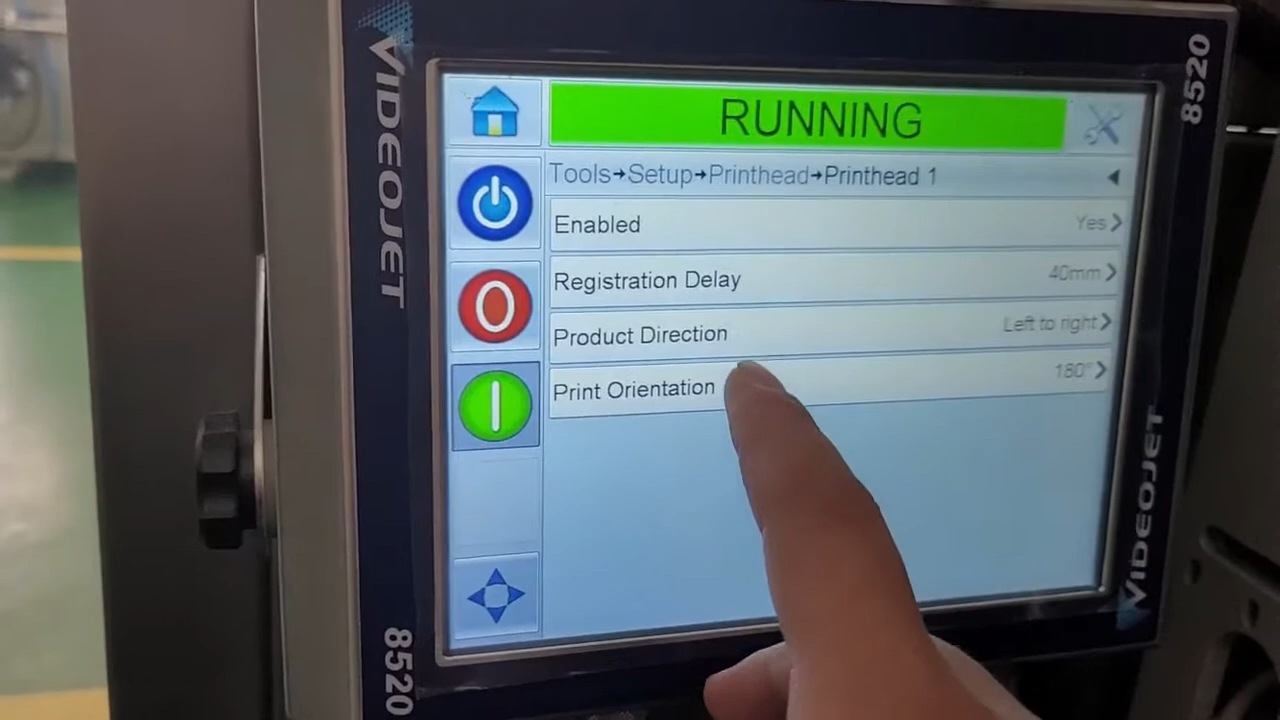 VIDEOJET
8520
RUNNING
Tools→Setup→Printhead→Printhead 1
Enabled Yes
Registration Delay 40mm
Product Direction Left to right
Print Orientation 180°
8520
VIDEOJET